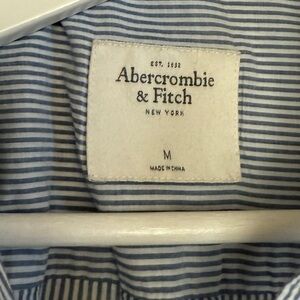 EST. 1892
Abercrombie
& Fitch
NEW YORK
M
MADE IN CHINA